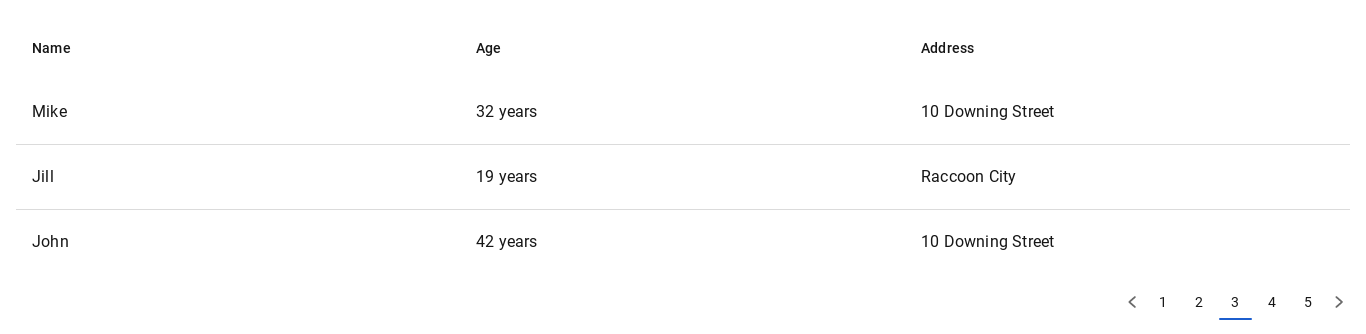 Name Age Address
Mike 32 years 10 Downing Street
Jill 19 years Raccoon City
John 42 years 10 Downing Street
1 2 3 4 5